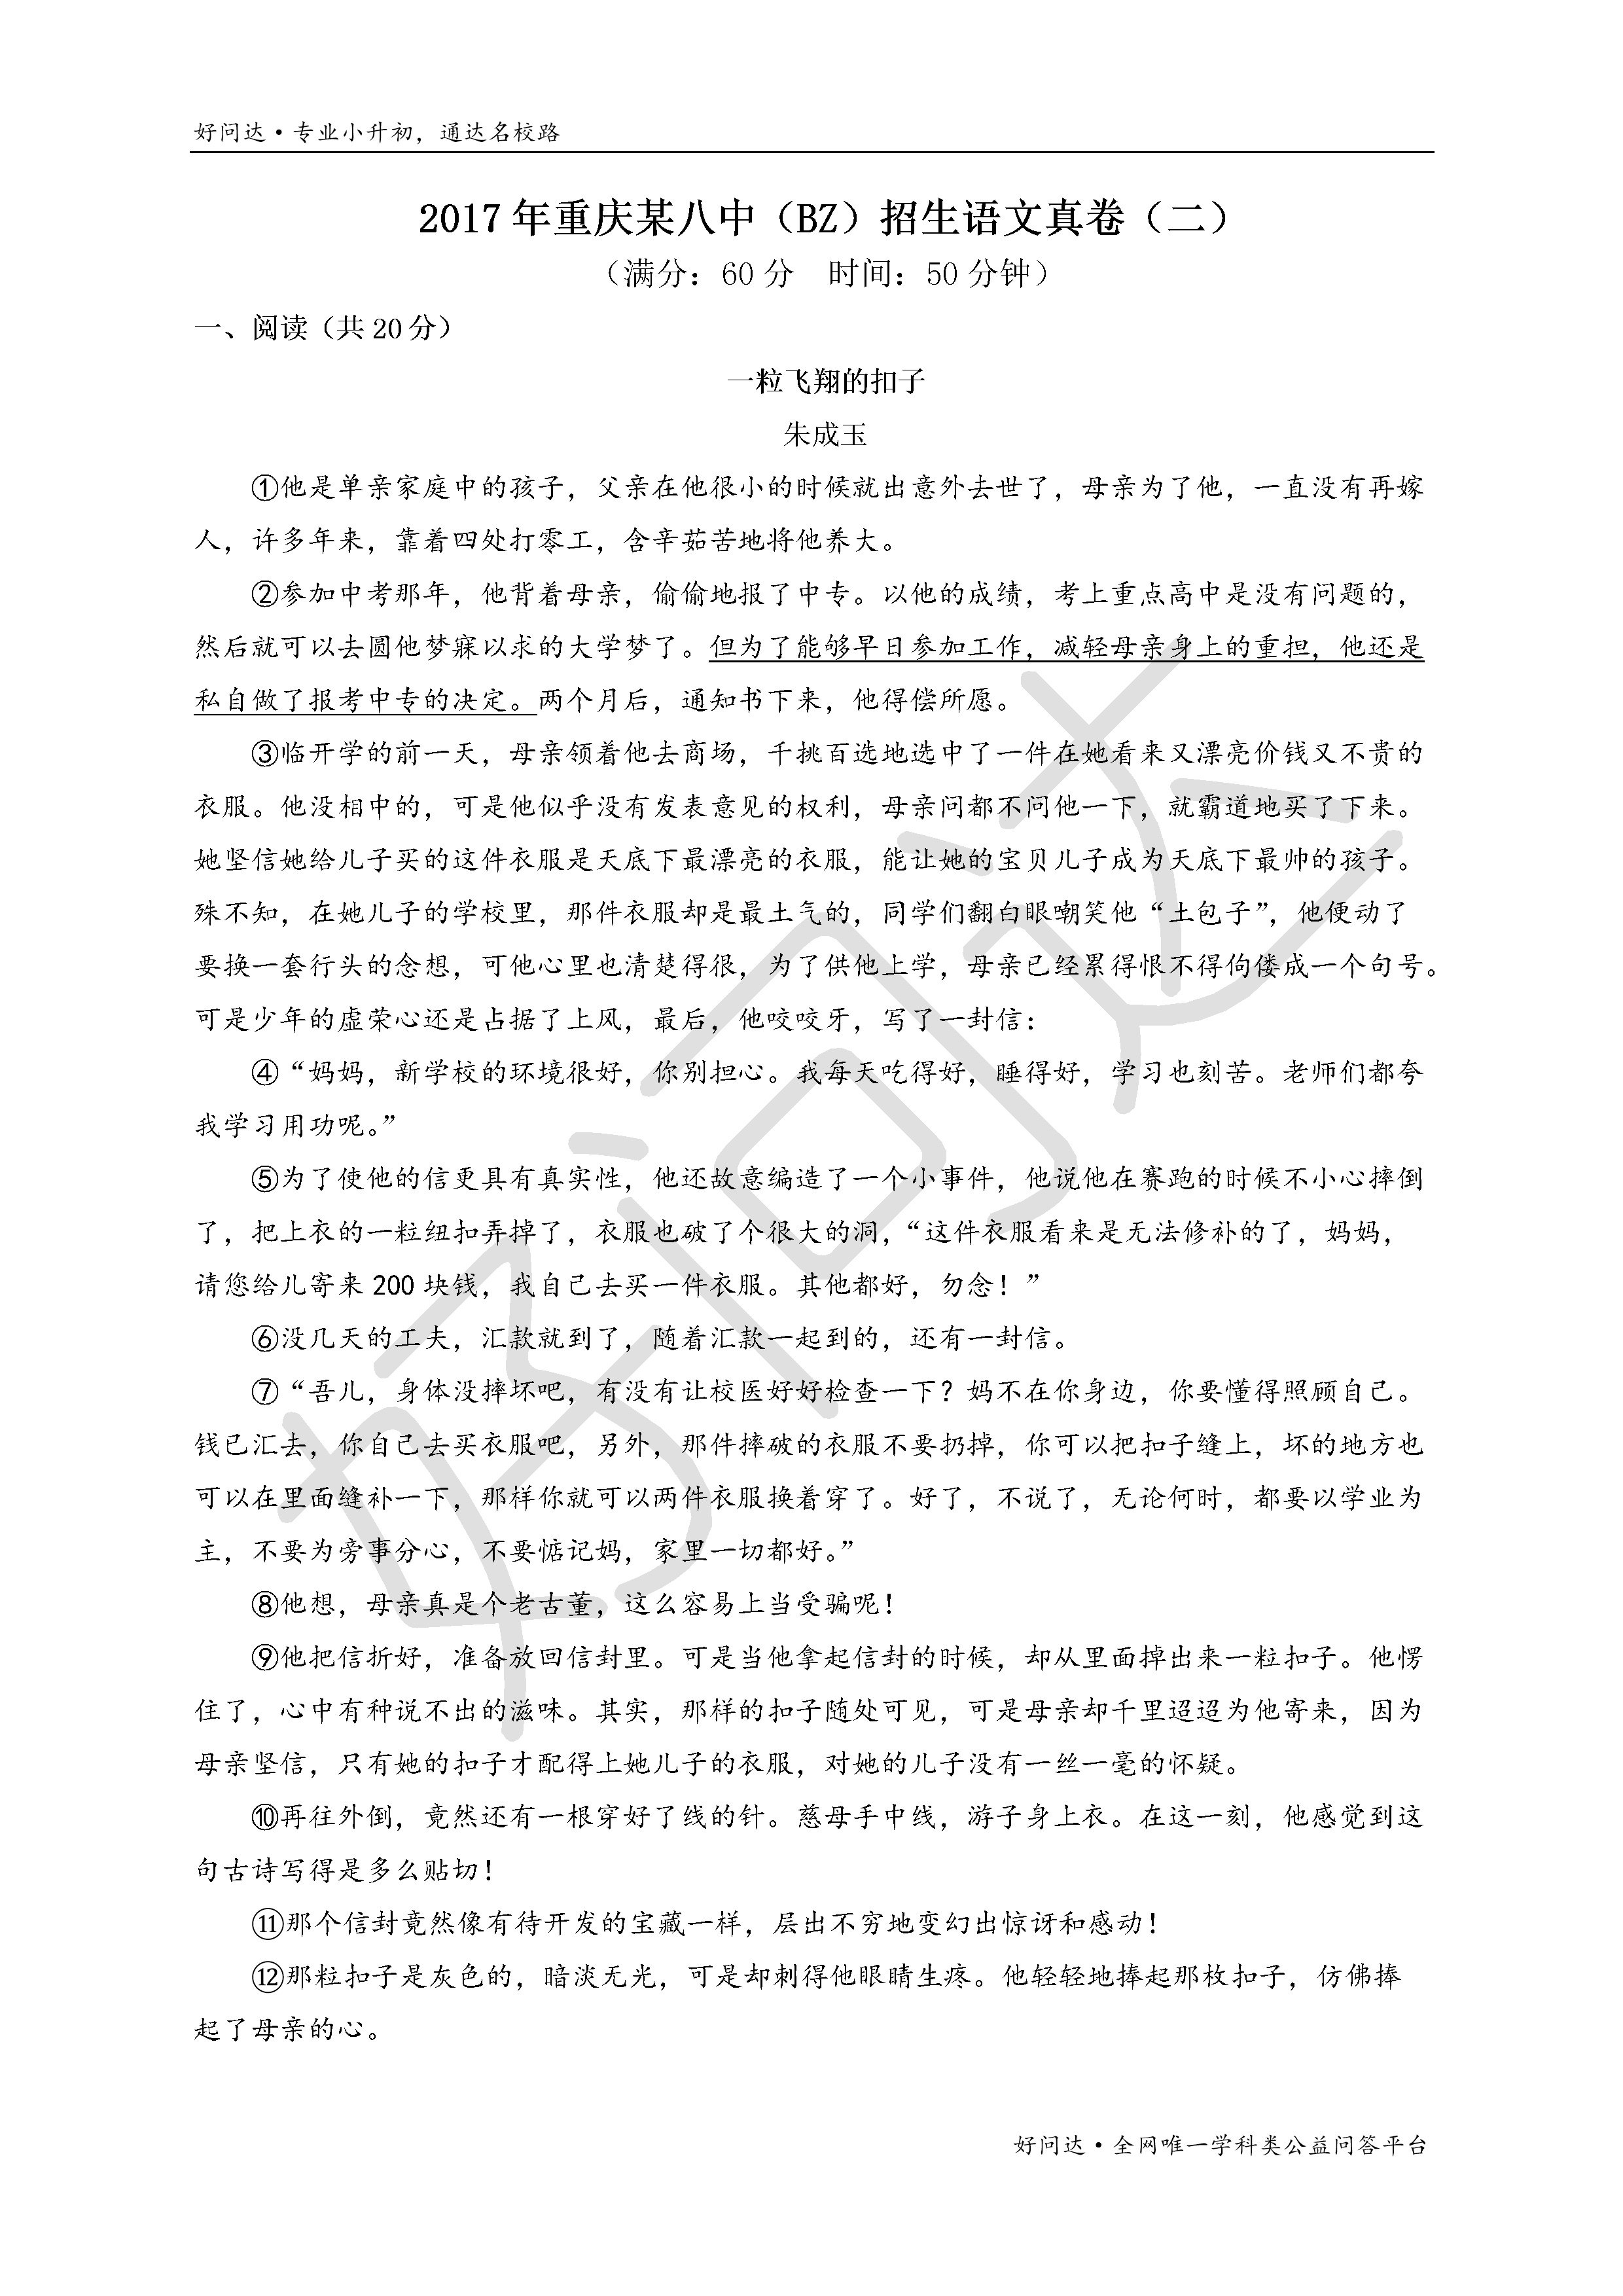 好问达·专业小升初，通达名校路
2017 年重庆某八中（BZ）招生语文真卷（二）
（满分：60 分　时间：50 分钟）
一、阅读（共 20 分）
一粒飞翔的扣子
朱成玉
①他是单亲家庭中的孩子，父亲在他很小的时候就出意外去世了，母亲为了他，一直没有再嫁
人，许多年来，靠着四处打零工，含辛茹苦地将他养大。
②参加中考那年，他背着母亲，偷偷地报了中专。以他的成绩，考上重点高中是没有问题的，
然后就可以去圆他梦寐以求的大学梦了。但为了能够早日参加工作，减轻母亲身上的重担，他还是
私自做了报考中专的决定。两个月后，通知书下来，他得偿所愿。
③临开学的前一天，母亲领着他去商场，千挑百选地选中了一件在她看来又漂亮价钱又不贵的
衣服。他没相中的，可是他似乎没有发表意见的权利，母亲问都不问他一下，就霸道地买了下来。
她坚信她给儿子买的这件衣服是天底下最漂亮的衣服，能让她的宝贝儿子成为天底下最帅的孩子。
殊不知，在她儿子的学校里，那件衣服却是最土气的，同学们翻白眼嘲笑他“土包子”，他便动了
要换一套行头的念想，可他心里也清楚得很，为了供他上学，母亲已经累得恨不得佝偻成一个句号。
可是少年的虚荣心还是占据了上风，最后，他咬咬牙，写了一封信：
④“妈妈，新学校的环境很好，你别担心。我每天吃得好，睡得好，学习也刻苦。老师们都夸
我学习用功呢。”
⑤为了使他的信更具有真实性，他还故意编造了一个小事件，他说他在赛跑的时候不小心摔倒
了，把上衣的一粒纽扣弄掉了，衣服也破了个很大的洞，“这件衣服看来是无法修补的了，妈妈，
请您给儿寄来 200 块钱，我自己去买一件衣服。其他都好，勿念！”
⑥没几天的工夫，汇款就到了，随着汇款一起到的，还有一封信。
⑦“吾儿，身体没摔坏吧，有没有让校医好好检查一下？妈不在你身边，你要懂得照顾自己。
钱已汇去，你自己去买衣服吧，另外，那件摔破的衣服不要扔掉，你可以把扣子缝上，坏的地方也
可以在里面缝补一下，那样你就可以两件衣服换着穿了。好了，不说了，无论何时，都要以学业为
主，不要为旁事分心，不要惦记妈，家里一切都好。”
⑧他想，母亲真是个老古董，这么容易上当受骗呢！
⑨他把信折好，准备放回信封里。可是当他拿起信封的时候，却从里面掉出来一粒扣子。他愣
住了，心中有种说不出的滋味。其实，那样的扣子随处可见，可是母亲却千里迢迢为他寄来，因为
母亲坚信，只有她的扣子才配得上她儿子的衣服，对她的儿子没有一丝一毫的怀疑。
⑩再往外倒，竟然还有一根穿好了线的针。慈母手中线，游子身上衣。在这一刻，他感觉到这
句古诗写得是多么贴切！
⑪那个信封竟然像有待开发的宝藏一样，层出不穷地变幻出惊讶和感动！
⑫那粒扣子是灰色的，暗淡无光，可是却刺得他眼睛生疼。他轻轻地捧起那枚扣子，仿佛捧
起了母亲的心。
好问达
好问达·全网唯一学科类公益问答平台